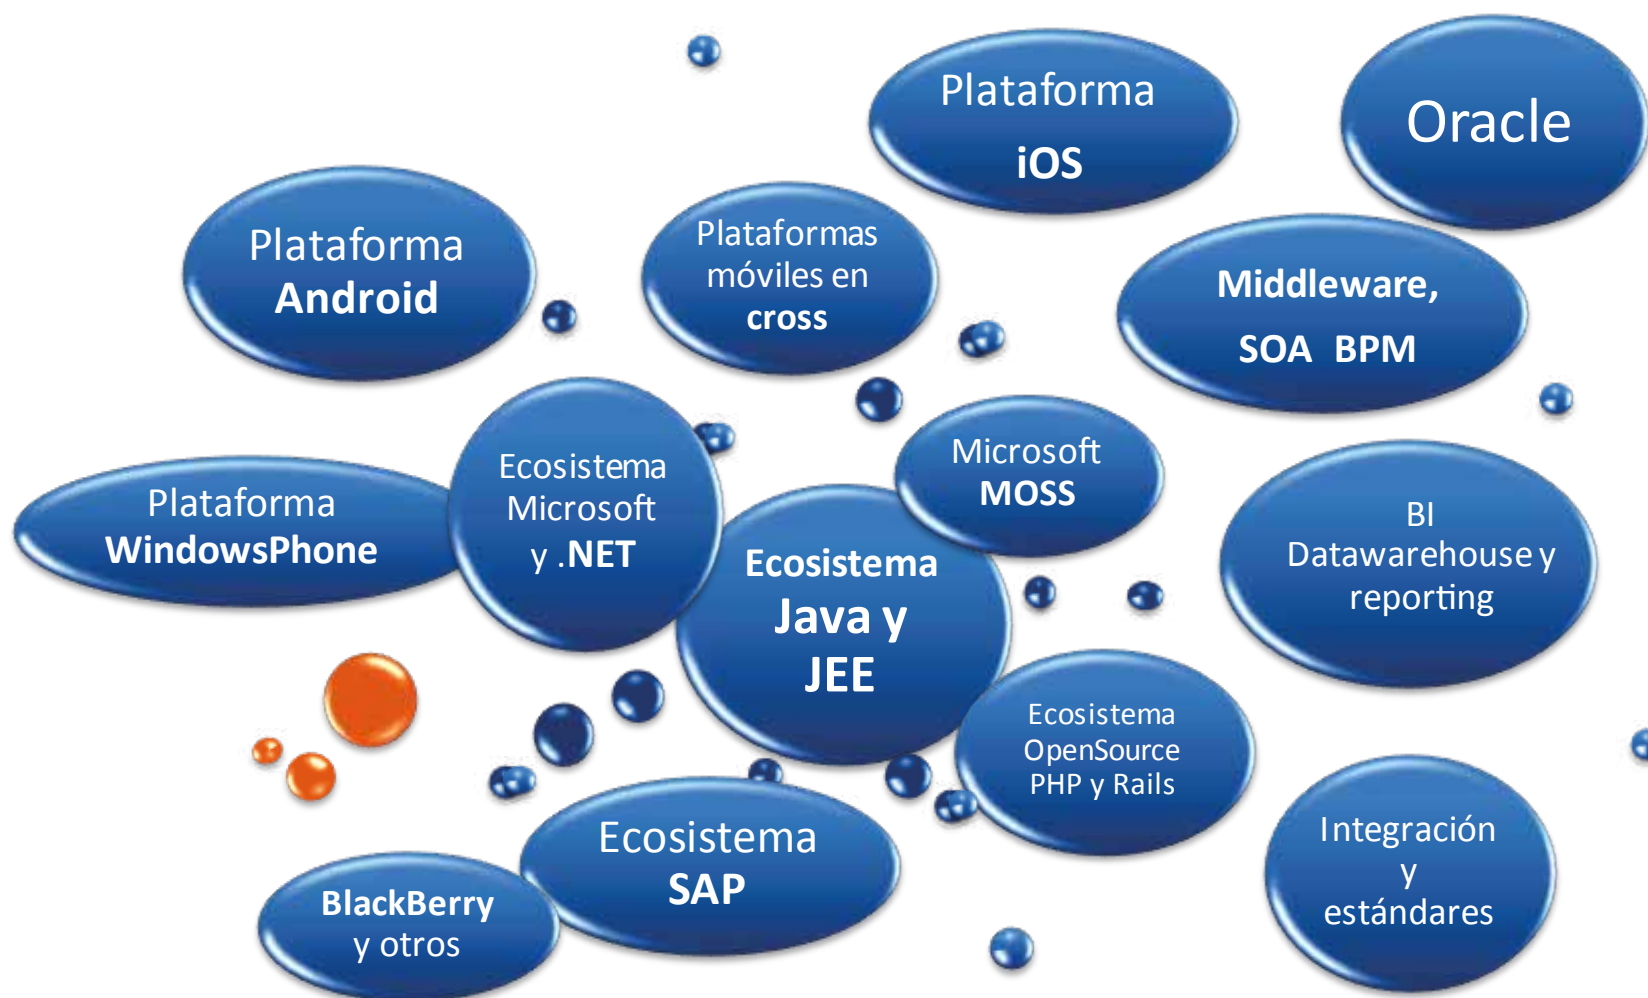 Plataforma
iOS
Oracle
Plataforma
Android
Plataformas
móviles en
cross
Middleware,
SOA BPM
Plataforma
WindowsPhone
Ecosistema
Microsoft
y .NET
Microsoft
MOSS
Ecosistema
Java y
JEE
BI
Datawarehouse y
reporting
Ecosistema
OpenSource
PHP y Rails
Ecosistema
SAP
BlackBerry
y otros
Integración
y
estándares